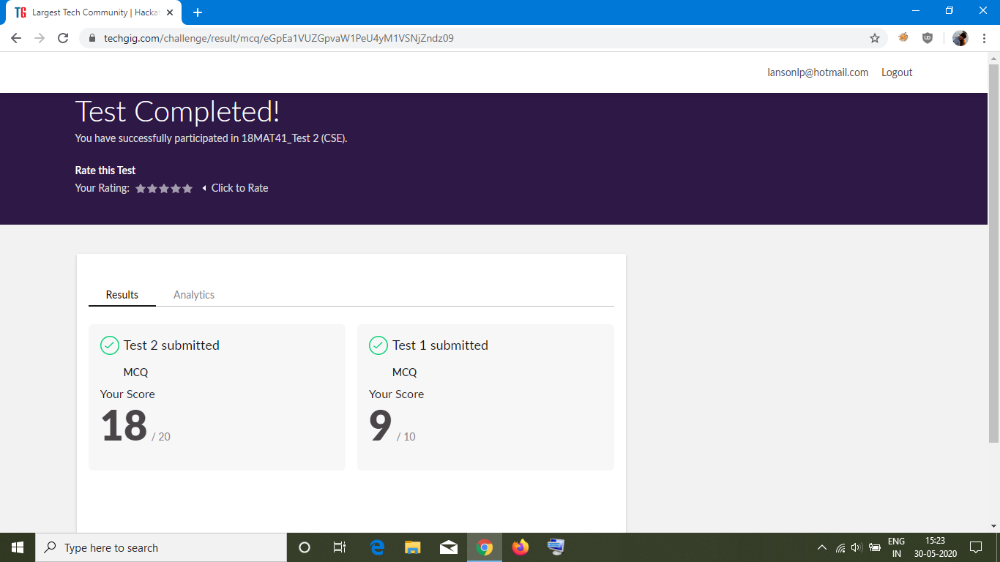 TG Largest Tech Community | Hacka
techgig.com/challenge/result/mcq/eGpEa1VUZGpvaW1PeU4yM1VSNjZndz09
lansonlp@hotmail.com Logout
Test Completed!
You have successfully participated in 18MAT41_Test 2 (CSE).
Rate this Test
Your Rating: Click to Rate
Results Analytics
Test 2 submitted
MCQ
Your Score
18 / 20
Test 1 submitted
MCQ
Your Score
9 / 10
Type here to search
ENG
IN
15:23
30-05-2020